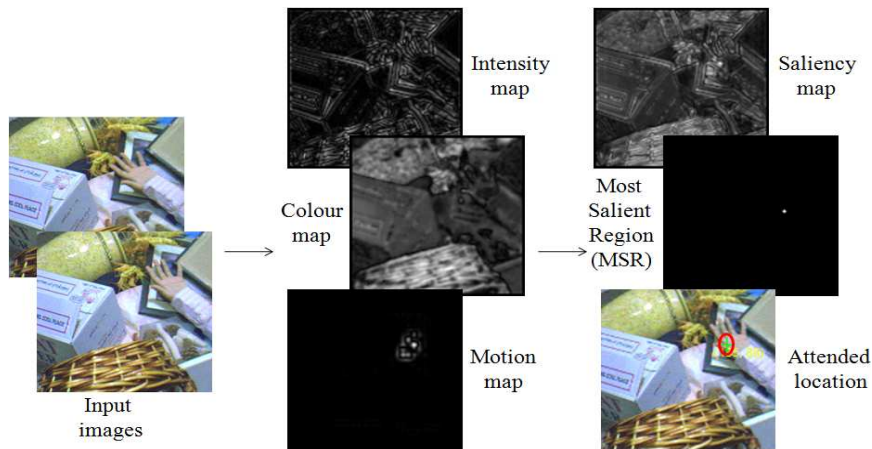 Intensity
map
Saliency
map
Colour
map
Most
Salient
Region
(MSR)
Motion
map
Attended
location
Input
images